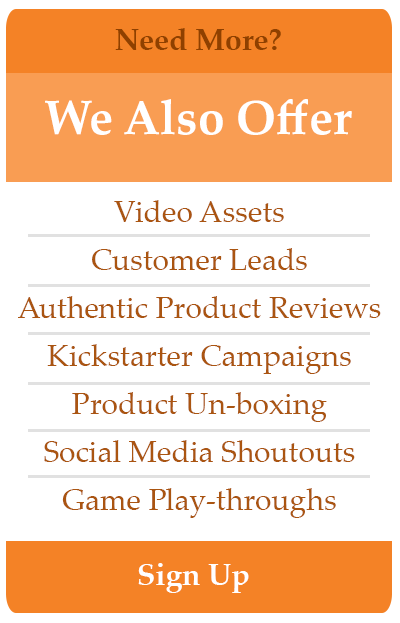 Need More?
We Also Offer
Video Assets
Customer Leads
Authentic Product Reviews
Kickstarter Campaigns
Product Un-boxing
Social Media Shoutouts
Game Play-throughs
Sign Up